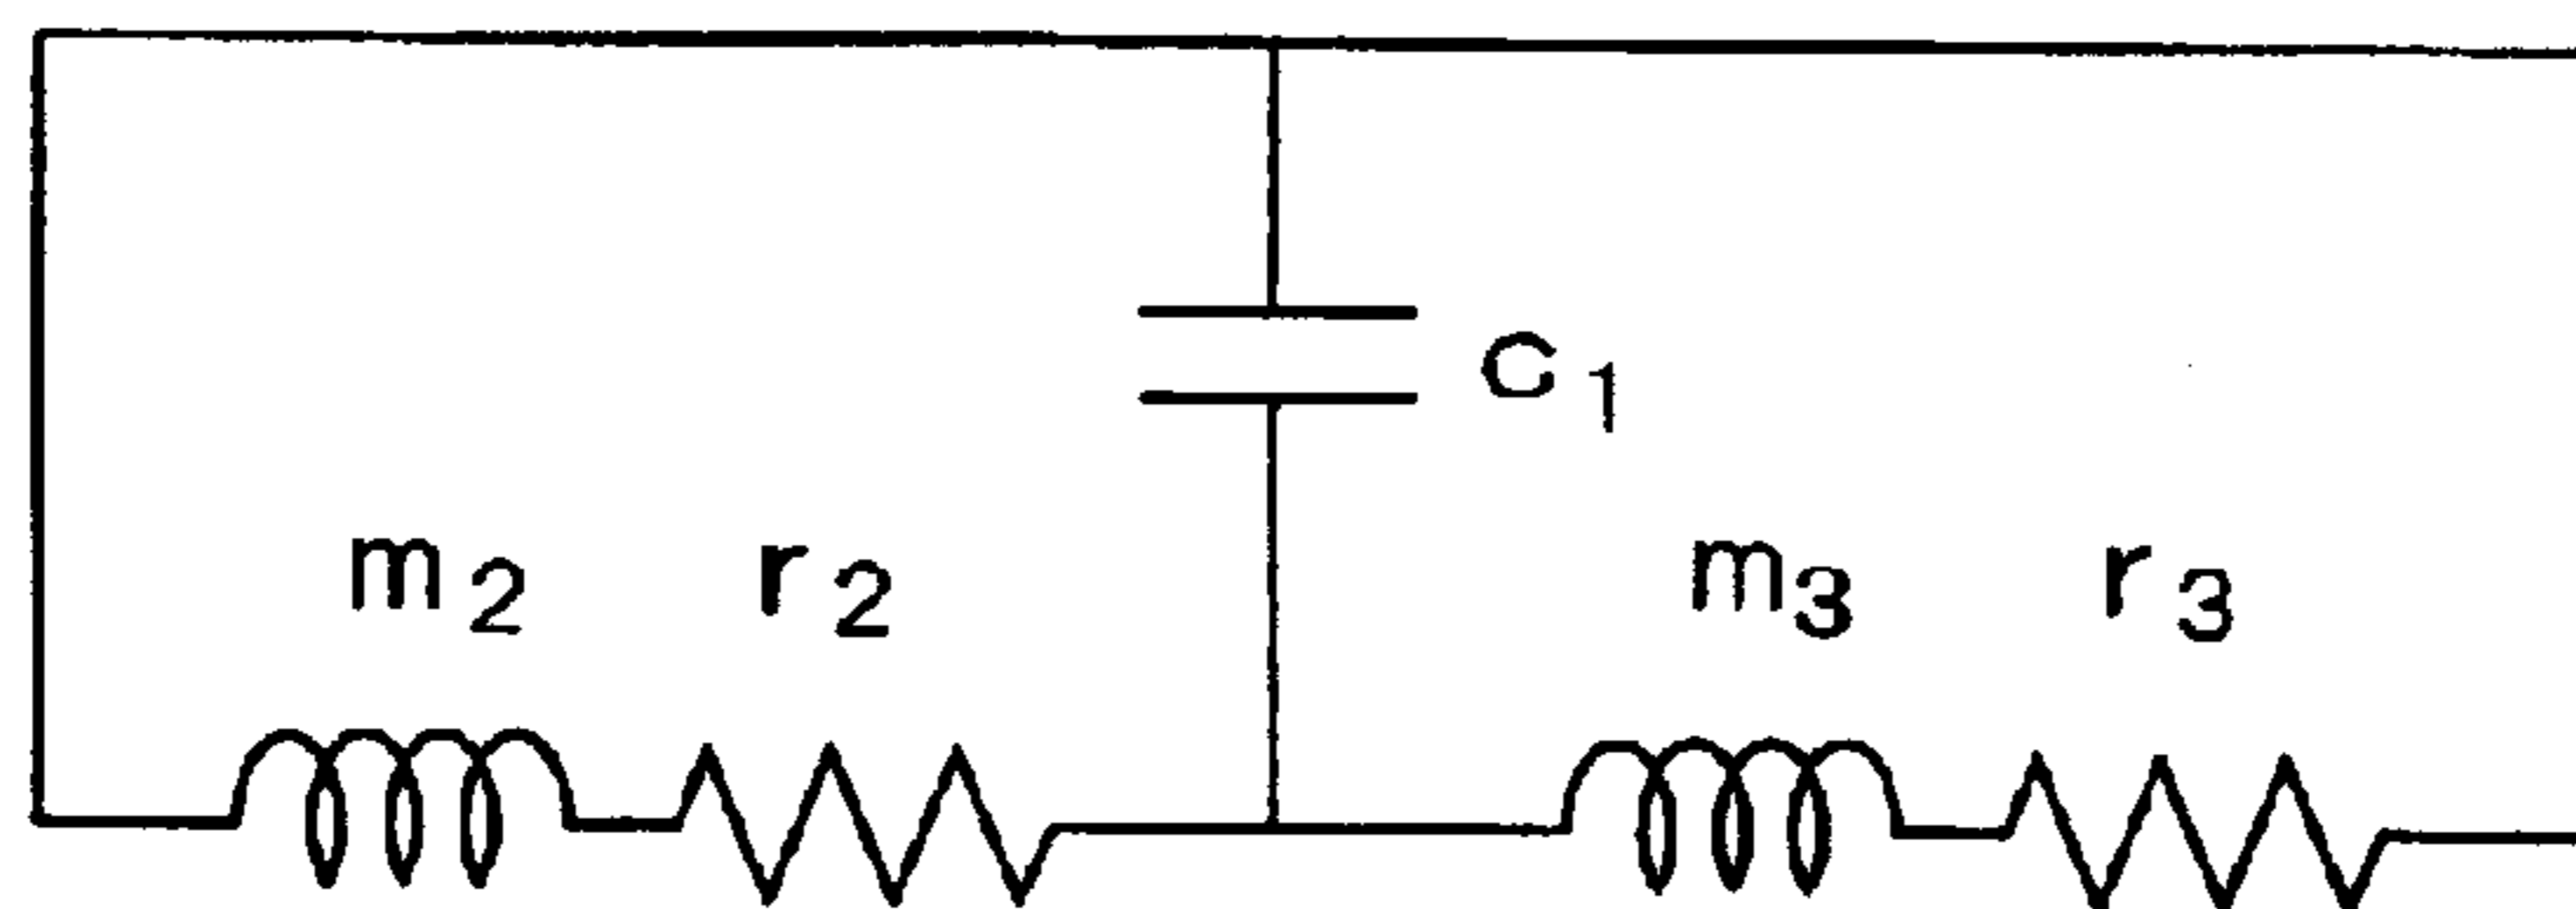 c₁
m₂ r₂ m₃ r₃